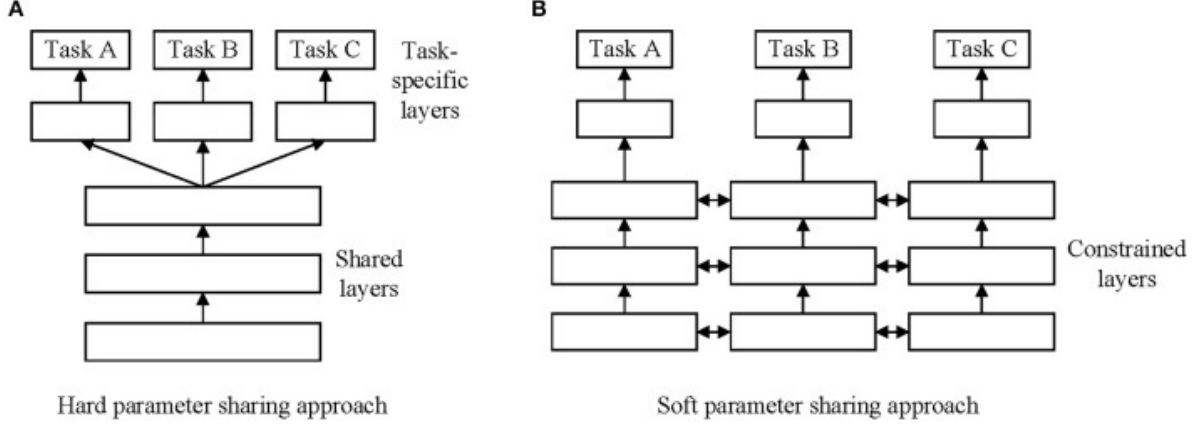 A
Task A
Task B
Task C
Task-
specific
layers
Shared
layers
Hard parameter sharing approach
B
Task A
Task B
Task C
Constrained
layers
Soft parameter sharing approach